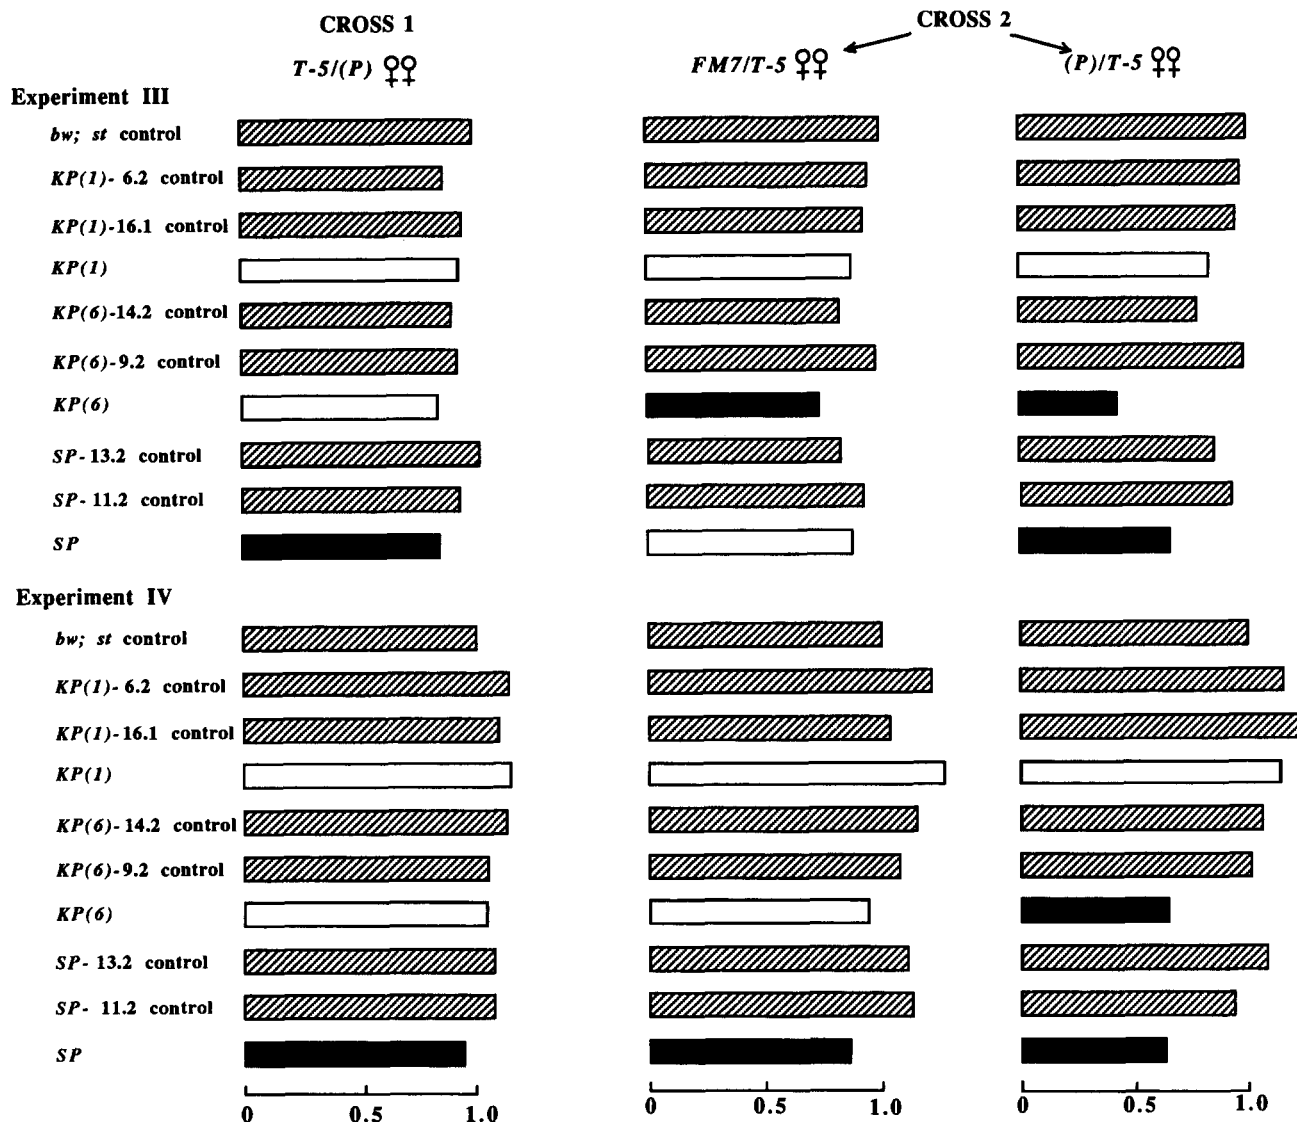 CROSS 1
CROSS 2
T-5/(P) ♀♀
FM7/T-5 ♀♀
(P)/T-5 ♀♀
Experiment III
bw; st control
KP(1)- 6.2 control
KP(1)-16.1 control
KP(1)
KP(6)-14.2 control
KP(6)-9.2 control
KP(6)
SP- 13.2 control
SP- 11.2 control
SP
Experiment IV
bw; st control
KP(1)- 6.2 control
KP(1)-16.1 control
KP(1)
KP(6)-14.2 control
KP(6)-9.2 control
KP(6)
SP- 13.2 control
SP- 11.2 control
SP
0 0.5 1.0
0 0.5 1.0
0 0.5 1.0